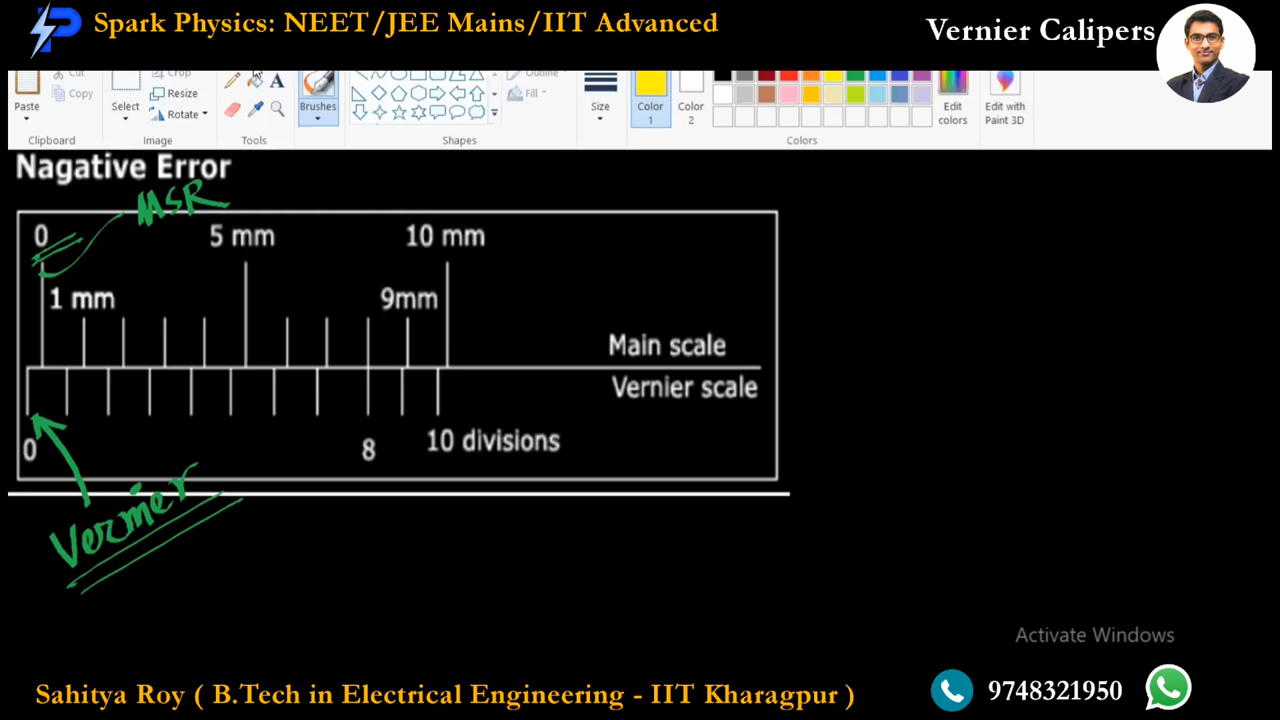 Spark Physics: NEET/JEE Mains/IIT Advanced
Vernier Calipers
Cut
Copy
Paste
Clipboard
Crop
Resize
Rotate
Select
Image
A
Tools
Brushes
Outline
Fill
Shapes
Size
Color
1
Color
2
Edit
colors
Edit with
Paint 3D
Colors
Nagative Error
MSR
0 5 mm 10 mm
1 mm 9mm
Main scale
Vernier scale
0 8 10 divisions
Vernier
Activate Windows
Sahitya Roy ( B.Tech in Electrical Engineering - IIT Kharagpur )
9748321950